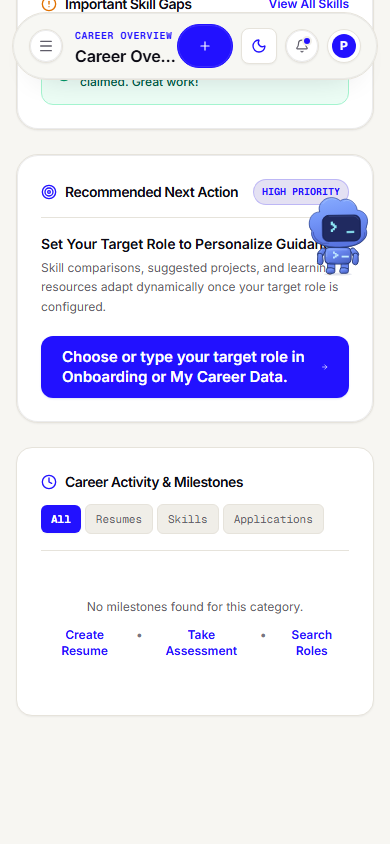 Important Skill Gaps
View All Skills
CAREER OVERVIEW
Career Ove...
P
claimed. Great work!
Recommended Next Action
HIGH PRIORITY
Set Your Target Role to Personalize
Skill comparisons, suggested projects, and
resources adapt dynamically once your target role is
configured.
Choose or type your target role in
Onboarding or My Career Data.
Career Activity & Milestones
All
Resumes
Skills
Applications
No milestones found for this category.
Create
Resume
•
Take
Assessment
•
Search
Roles